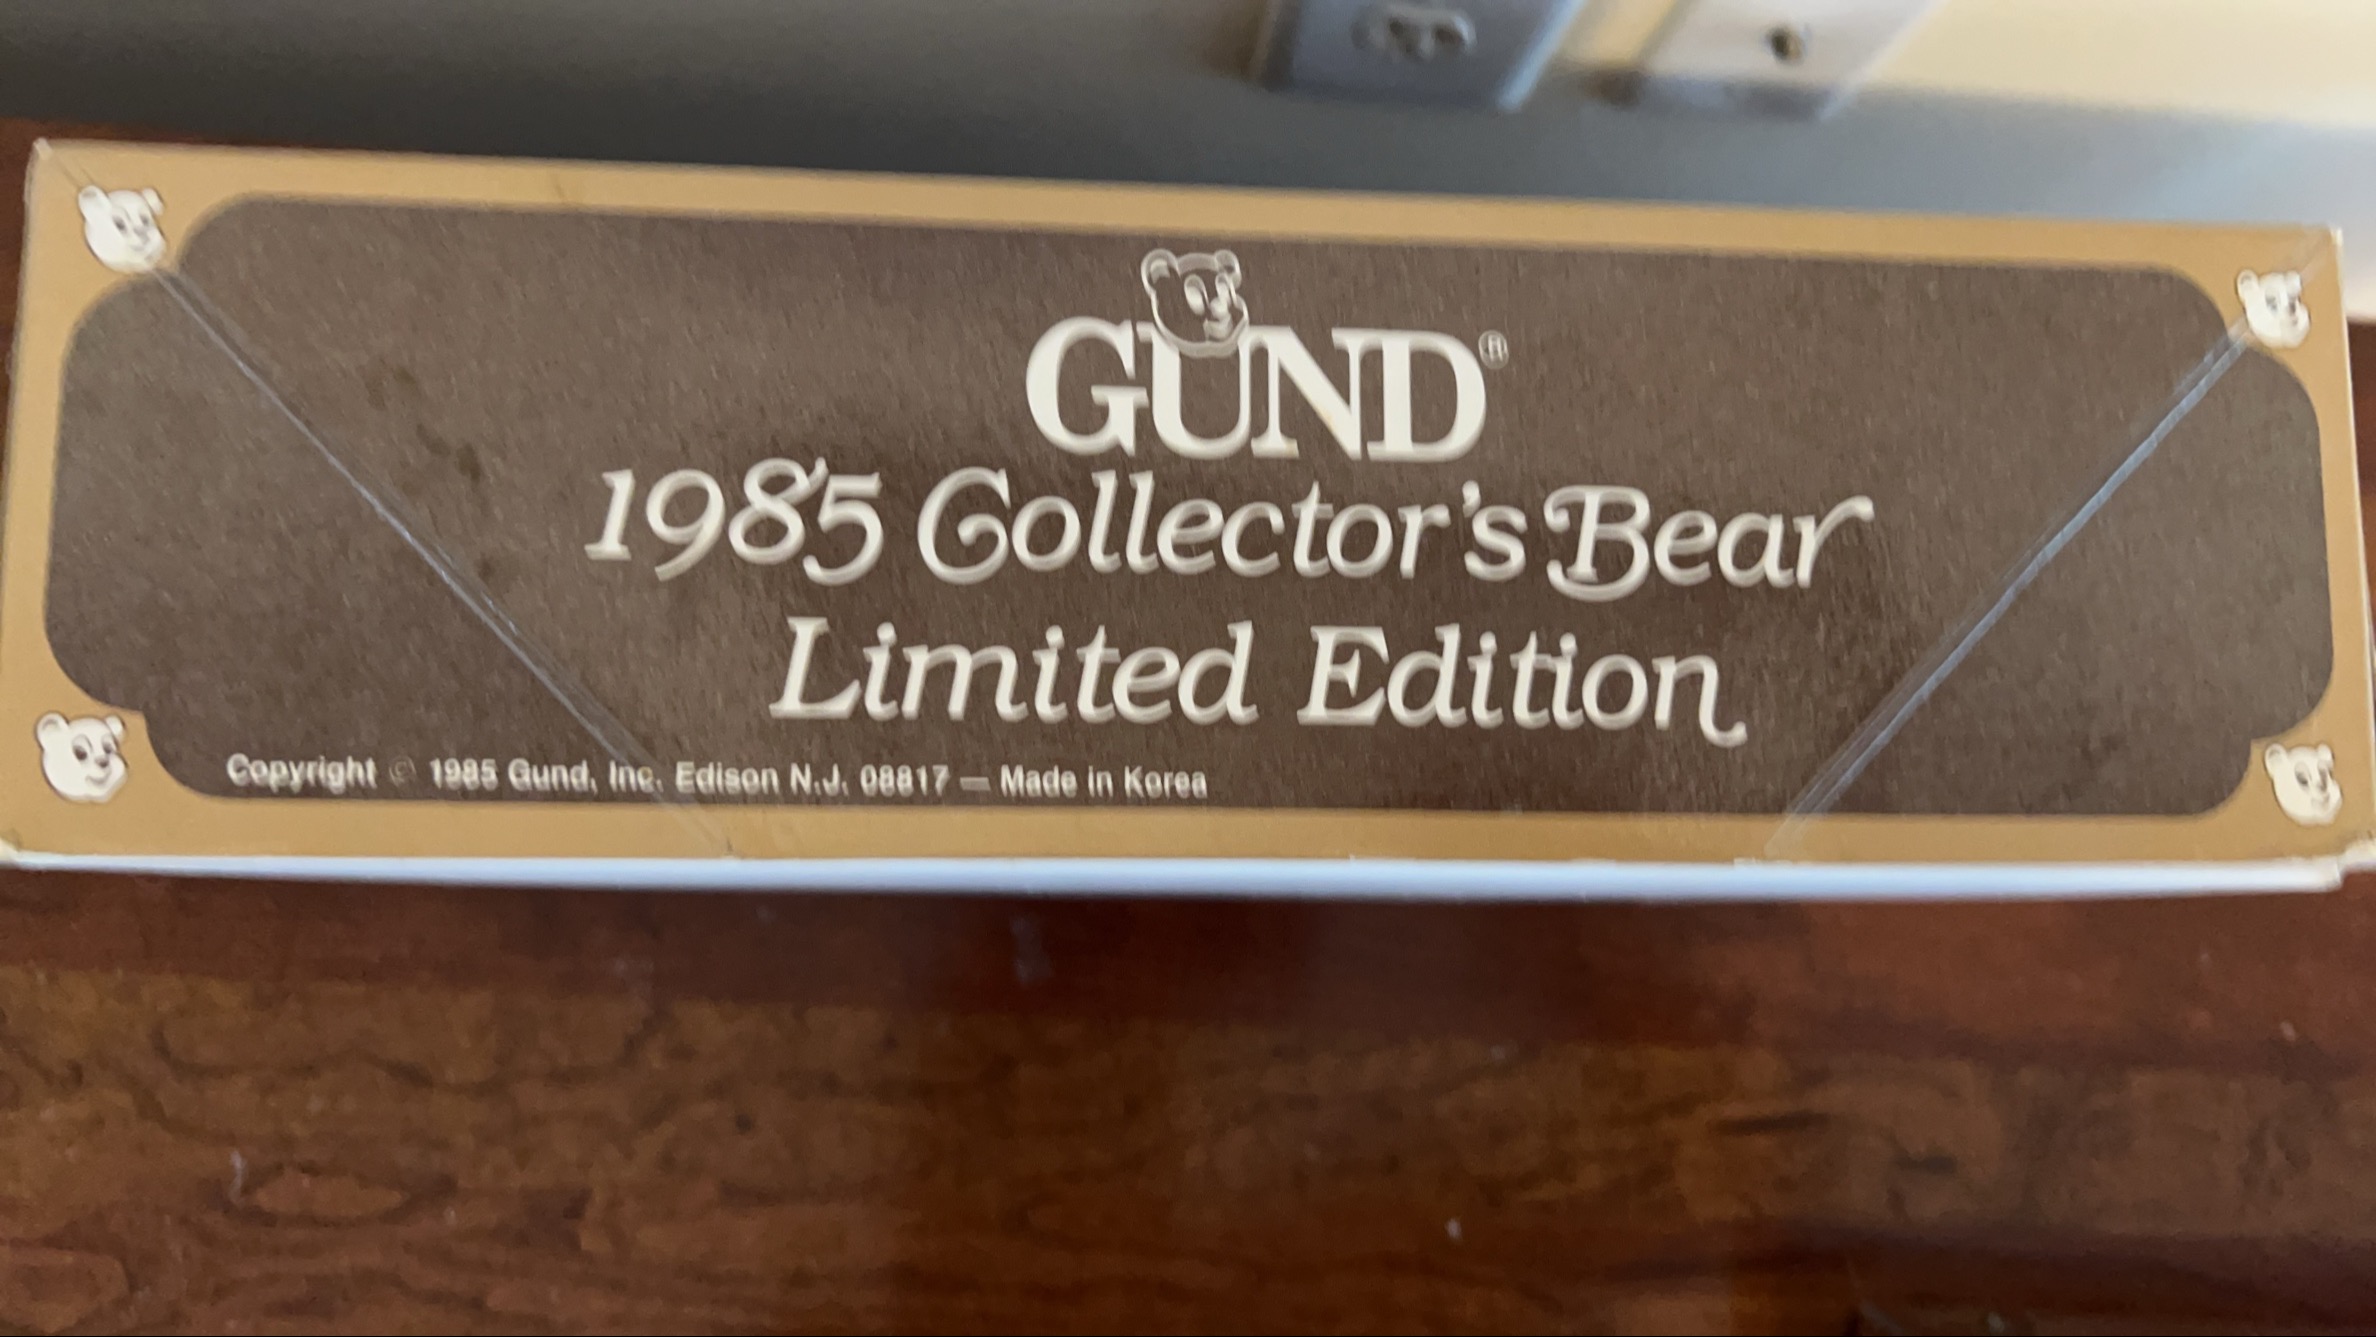 GUND®
1985 Collector's Bear
Limited Edition
Copyright © 1985 Gund, Inc. Edison N.J. 08817 — Made in Korea